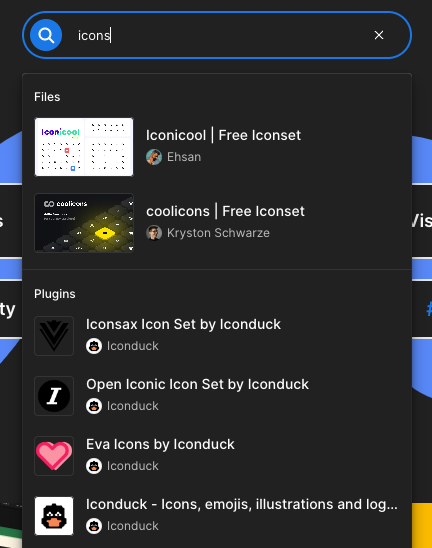 icons
Files
Iconicool
Iconicool | Free Iconset
Ehsan
coolicons
coolicons | Free Iconset
Kryston Schwarze
s
Vis
Plugins
ty
#
Iconsax Icon Set by Iconduck
Iconduck
I
Open Iconic Icon Set by Iconduck
Iconduck
Eva Icons by Iconduck
Iconduck
Iconduck - Icons, emojis, illustrations and log...
Iconduck